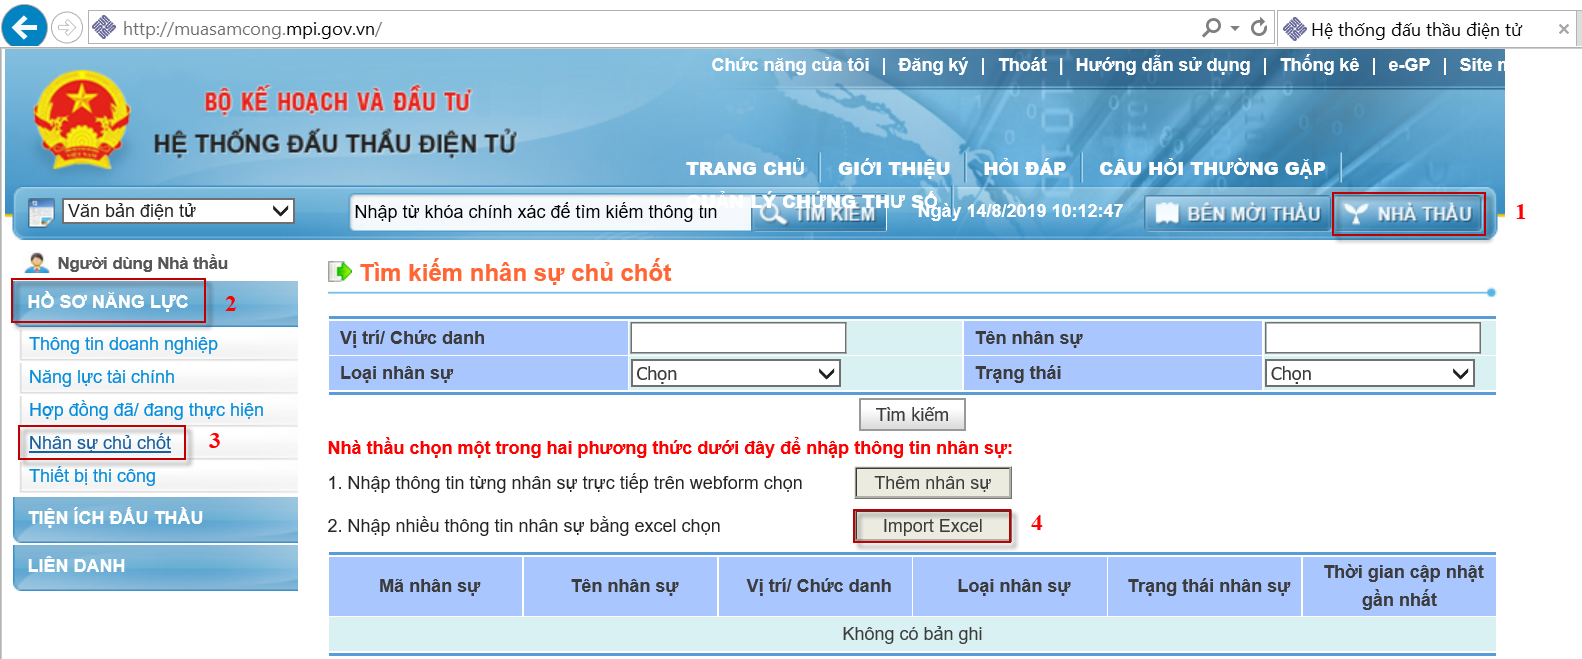 http://muasamcong.mpi.gov.vn/
Hệ thống đấu thầu điện tử
Chức năng của tôi | Đăng ký | Thoát | Hướng dẫn sử dụng | Thống kê | e-GP | Site
BỘ KẾ HOẠCH VÀ ĐẦU TƯ
HỆ THỐNG ĐẤU THẦU ĐIỆN TỬ
VIỆT NAM
TRANG CHỦ GIỚI THIỆU HỎI ĐÁP CÂU HỎI THƯỜNG GẶP
QUẢN LÝ CHỨNG THƯ SỐ
Văn bản điện tử Nhập từ khóa chính xác để tìm kiếm thông tin TÌM KIẾM Ngày 14/8/2019 10:12:47 BÊN MỜI THẦU NHÀ THẦU 1
Người dùng Nhà thầu
HỒ SƠ NĂNG LỰC 2
Thông tin doanh nghiệp
Năng lực tài chính
Hợp đồng đã/ đang thực hiện
Nhân sự chủ chốt 3
Thiết bị thi công
TIỆN ÍCH ĐẤU THẦU
LIÊN DANH
Tìm kiếm nhân sự chủ chốt
Vị trí/ Chức danh Tên nhân sự
Loại nhân sự Chọn Trạng thái Chọn
Tìm kiếm
Nhà thầu chọn một trong hai phương thức dưới đây để nhập thông tin nhân sự:
1. Nhập thông tin từng nhân sự trực tiếp trên webform chọn Thêm nhân sự
2. Nhập nhiều thông tin nhân sự bằng excel chọn Import Excel 4
Mã nhân sự Tên nhân sự Vị trí/ Chức danh Loại nhân sự Trạng thái nhân sự Thời gian cập nhật
gần nhất
Không có bản ghi